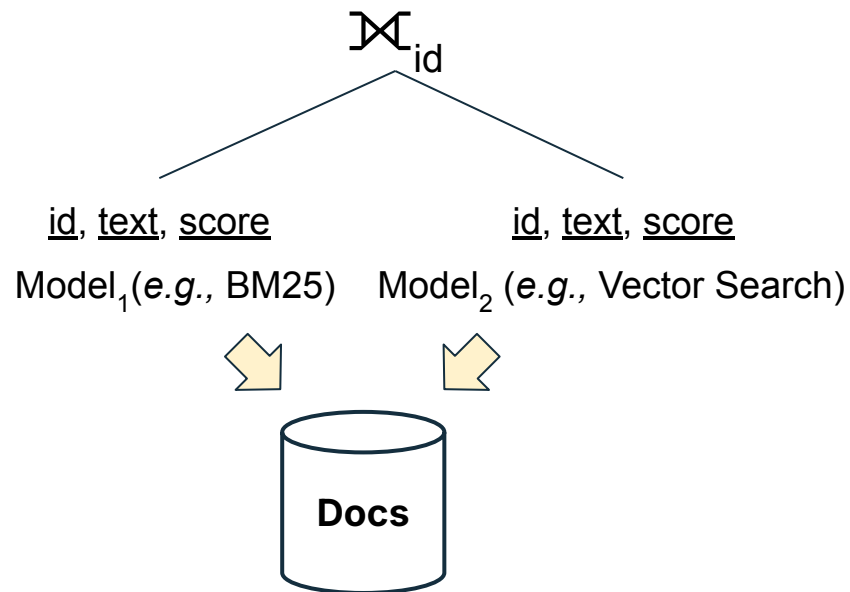 ⟗id
id, text, score
id, text, score
Model₁(e.g., BM25)
Model₂ (e.g., Vector Search)
Docs